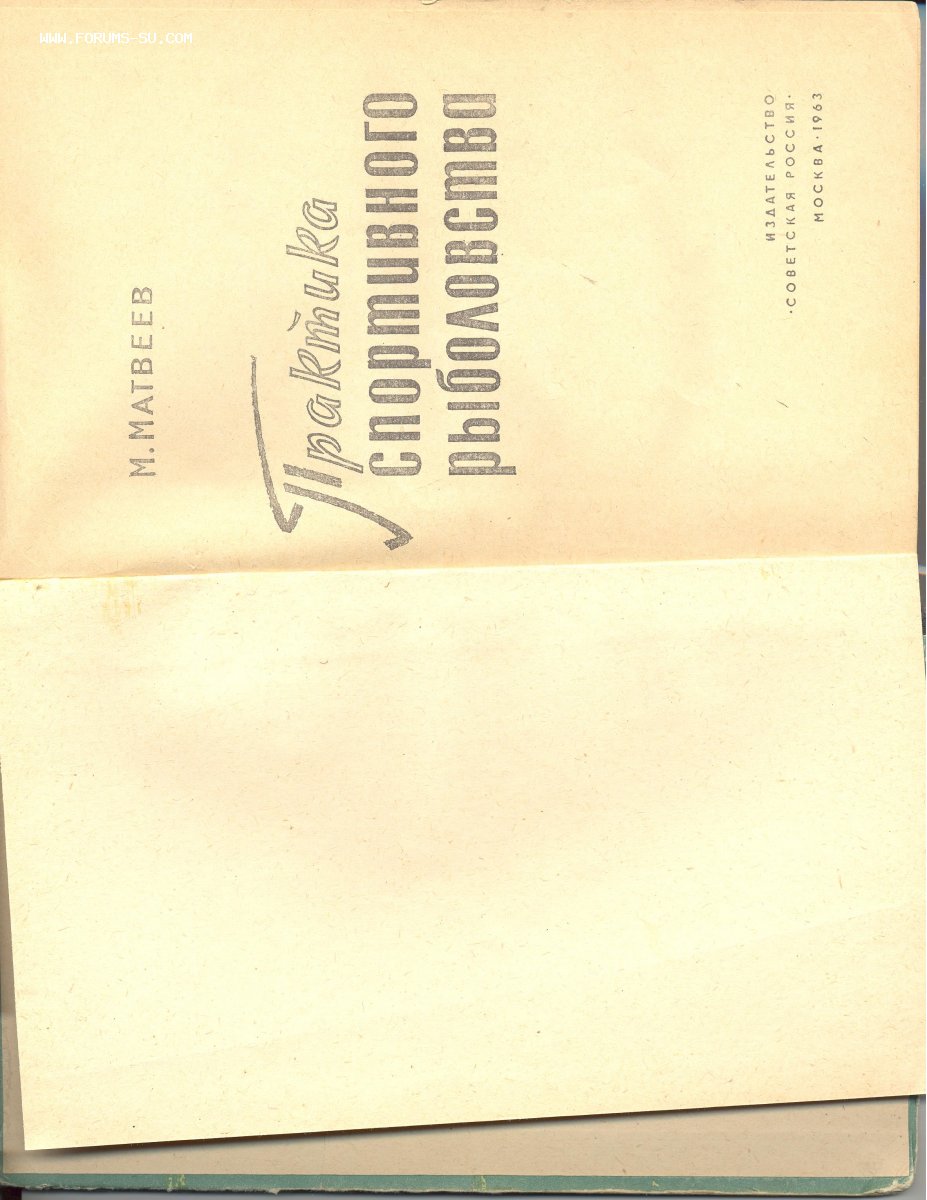 WWW.FORUMS-SU.COM
М. МАТВЕЕВ
Практика
спортивного
рыболовства
ИЗДАТЕЛЬСТВО
·СОВЕТСКАЯ РОССИЯ·
МОСКВА·1963